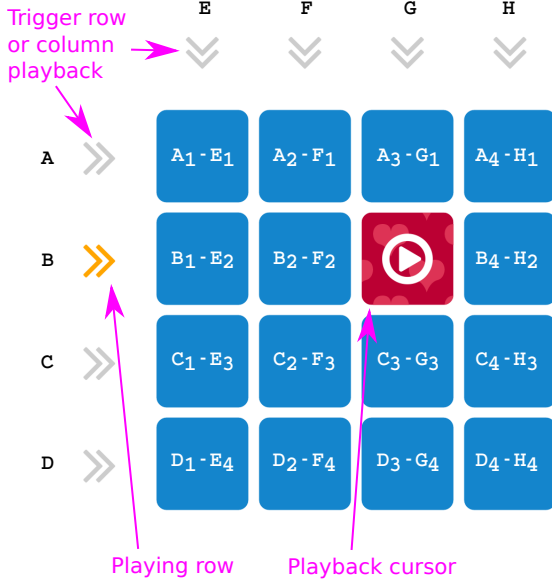 E F G H
Trigger row
or column
playback
A A1-E1 A2-F1 A3-G1 A4-H1
B B1-E2 B2-F2 B4-H2
C C1-E3 C2-F3 C3-G3 C4-H3
D D1-E4 D2-F4 D3-G4 D4-H4
Playing row Playback cursor